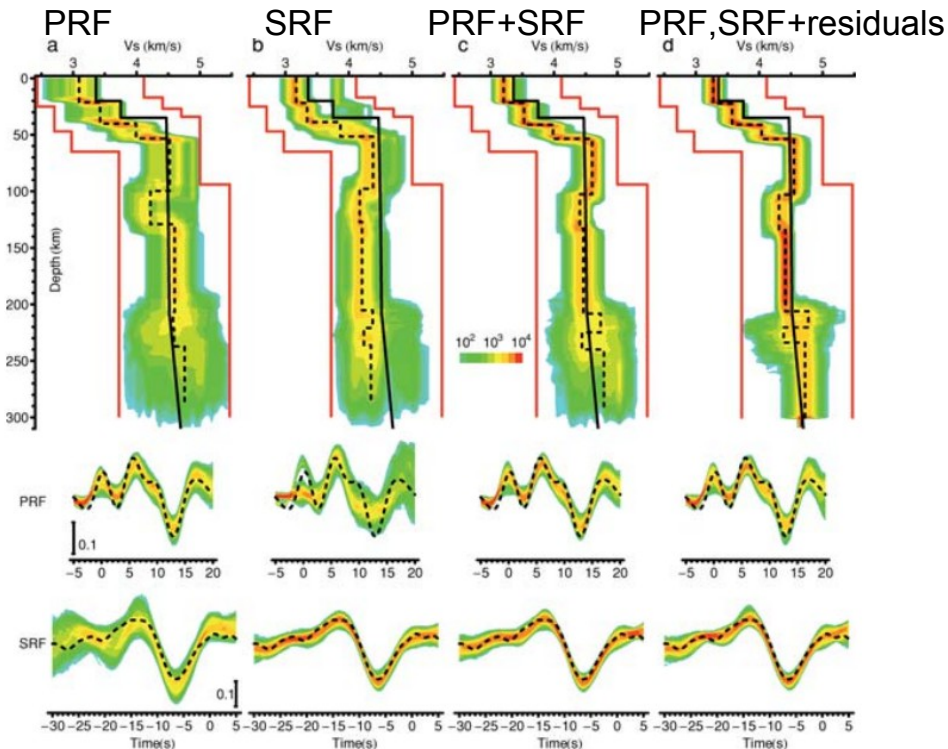 PRF SRF PRF+SRF PRF,SRF+residuals
a Vs (km/s) b Vs (km/s) c Vs (km/s) d Vs (km/s)
3 4 5 3 4 5 3 4 5 3 4 5
0
50
100
150
200
250
300
Depth (km)
10² 10³ 10⁴
PRF
0.1
−5 0 5 10 15 20 −5 0 5 10 15 20 −5 0 5 10 15 20 −5 0 5 10 15 20
SRF
0.1
−30 −25 −20 −15 −10 −5 0 5 −30 −25 −20 −15 −10 −5 0 5 −30 −25 −20 −15 −10 −5 0 5 −30 −25 −20 −15 −10 −5 0 5
Time(s) Time(s) Time(s) Time(s)